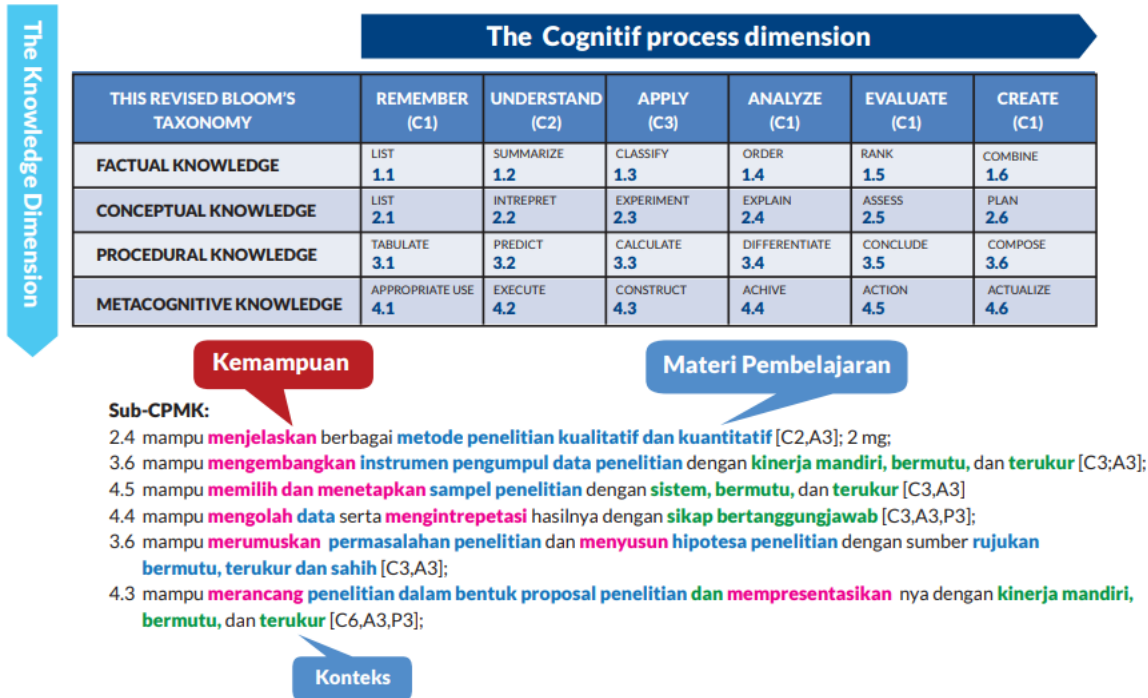 The Knowledge Dimension
The Cognitif process dimension
THIS REVISED BLOOM'S TAXONOMY REMEMBER (C1) UNDERSTAND (C2) APPLY (C3) ANALYZE (C1) EVALUATE (C1) CREATE (C1)
FACTUAL KNOWLEDGE LIST 1.1 SUMMARIZE 1.2 CLASSIFY 1.3 ORDER 1.4 RANK 1.5 COMBINE 1.6
CONCEPTUAL KNOWLEDGE LIST 2.1 INTREPRET 2.2 EXPERIMENT 2.3 EXPLAIN 2.4 ASSESS 2.5 PLAN 2.6
PROCEDURAL KNOWLEDGE TABULATE 3.1 PREDICT 3.2 CALCULATE 3.3 DIFFERENTIATE 3.4 CONCLUDE 3.5 COMPOSE 3.6
METACOGNITIVE KNOWLEDGE APPROPRIATE USE 4.1 EXECUTE 4.2 CONSTRUCT 4.3 ACHIVE 4.4 ACTION 4.5 ACTUALIZE 4.6
Kemampuan
Materi Pembelajaran
Sub-CPMK:
2.4 mampu menjelaskan berbagai metode penelitian kualitatif dan kuantitatif [C2,A3]; 2 mg;
3.6 mampu mengembangkan instrumen pengumpul data penelitian dengan kinerja mandiri, bermutu, dan terukur [C3;A3];
4.5 mampu memilih dan menetapkan sampel penelitian dengan sistem, bermutu, dan terukur [C3,A3]
4.4 mampu mengolah data serta mengintrepetasi hasilnya dengan sikap bertanggungjawab [C3,A3,P3];
3.6 mampu merumuskan permasalahan penelitian dan menyusun hipotesa penelitian dengan sumber rujukan
bermutu, terukur dan sahih [C3,A3];
4.3 mampu merancang penelitian dalam bentuk proposal penelitian dan mempresentasikan nya dengan kinerja mandiri,
bermutu, dan terukur [C6,A3,P3];
Konteks